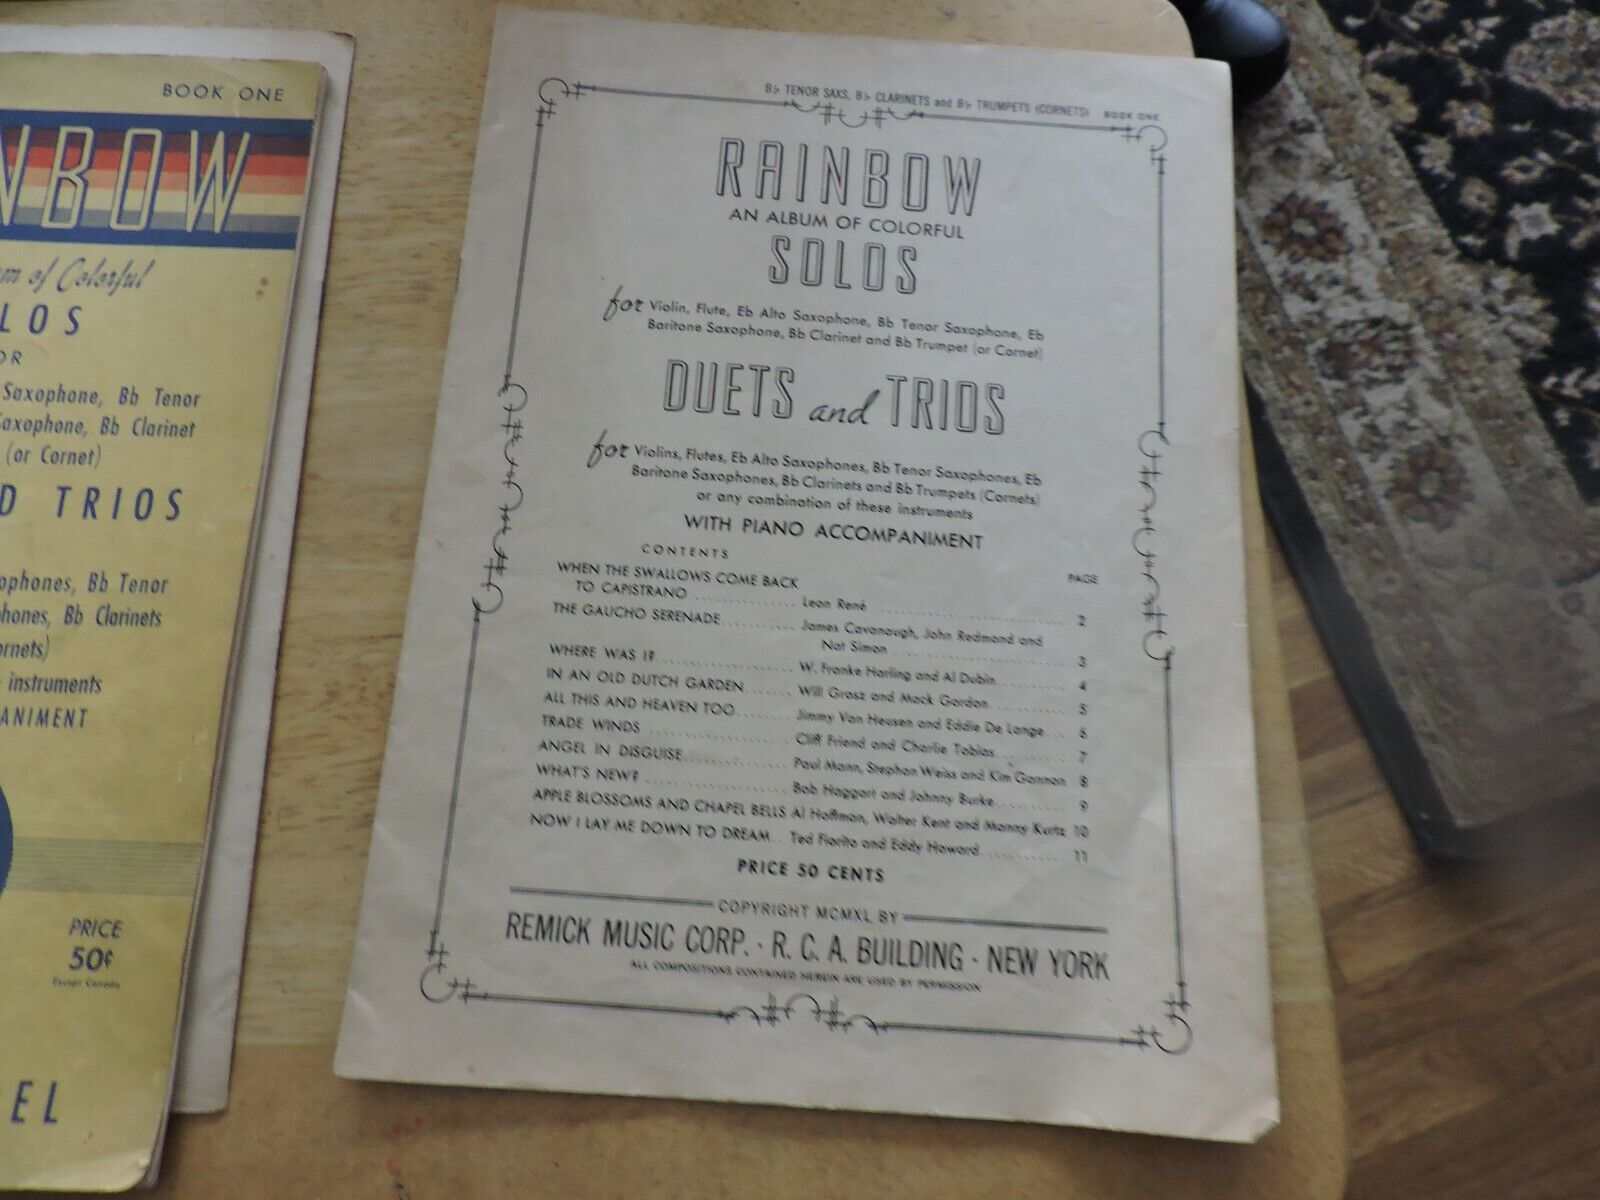 BOOK ONE
NBOW
m of Colorful
LOS
OR
Saxophone, Bb Tenor
Saxophone, Bb Clarinet
(or Cornet)
D TRIOS
ophones, Bb Tenor
phones, Bb Clarinets
ornets)
instruments
ANIMENT
PRICE
50¢
Except Canada
EL
B♭ TENOR SAXS, B♭ CLARINETS and B♭ TRUMPETS (CORNETS) BOOK ONE
RAINBOW
AN ALBUM OF COLORFUL
SOLOS
for Violin, Flute, Eb Alto Saxophone, Bb Tenor Saxophone, Eb
Baritone Saxophone, Bb Clarinet and Bb Trumpet (or Cornet)
DUETS and TRIOS
for Violins, Flutes, Eb Alto Saxophones, Bb Tenor Saxophones, Eb
Baritone Saxophones, Bb Clarinets and Bb Trumpets (Cornets)
or any combination of these instruments
WITH PIANO ACCOMPANIMENT
CONTENTS PAGE
WHEN THE SWALLOWS COME BACK
TO CAPISTRANO Leon René 2
THE GAUCHO SERENADE James Cavanaugh, John Redmond and
Nat Simon 3
WHERE WAS I? W. Franke Harling and Al Dubin 4
IN AN OLD DUTCH GARDEN Will Grosz and Mack Gordon 5
ALL THIS AND HEAVEN TOO Jimmy Van Heusen and Eddie De Lange 6
TRADE WINDS Cliff Friend and Charlie Tobias 7
ANGEL IN DISGUISE Paul Mann, Stephan Weiss and Kim Gannon 8
WHAT'S NEW? Bob Haggart and Johnny Burke 9
APPLE BLOSSOMS AND CHAPEL BELLS Al Hoffman, Walter Kent and Manny Kurtz 10
NOW I LAY ME DOWN TO DREAM Ted Fiorito and Eddy Howard 11
PRICE 50 CENTS
COPYRIGHT MCMXL BY
REMICK MUSIC CORP. · R. C. A. BUILDING · NEW YORK
ALL COMPOSITIONS CONTAINED HEREIN ARE USED BY PERMISSION